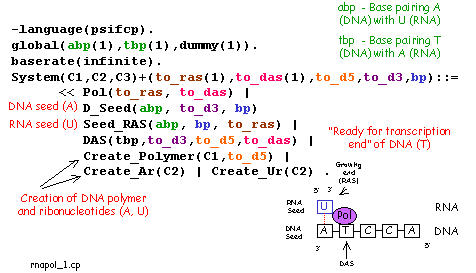 abp - Base pairing A
(DNA) with U (RNA)
tbp - Base pairing T
(DNA) with A (RNA)
-language(psifcp).
global(abp(1),tbp(1),dummy(1)).
baserate(infinite).
System(C1,C2,C3)+(to_ras(1),to_das(1),to_d5,to_d3,bp)::=
<< Pol(to_ras, to_das) |
DNA seed (A)
D_Seed(abp, to_d3, bp)
RNA seed (U)
Seed_RAS(abp, bp, to_ras) |
DAS(tbp,to_d3,to_d5,to_das) |
Create_Polymer(C1,to_d5) |
Create_Ar(C2) | Create_Ur(C2) .
"Ready for transcription
end" of DNA (T)
Creation of DNA polymer
and ribonucleotides (A, U)
Growing
end
(RAS)
3' 3'
RNA
Seed
U
Pol
RNA
DNA
Seed
A T C C A
DNA
3'
3'
DAS
rnapol_1.cp